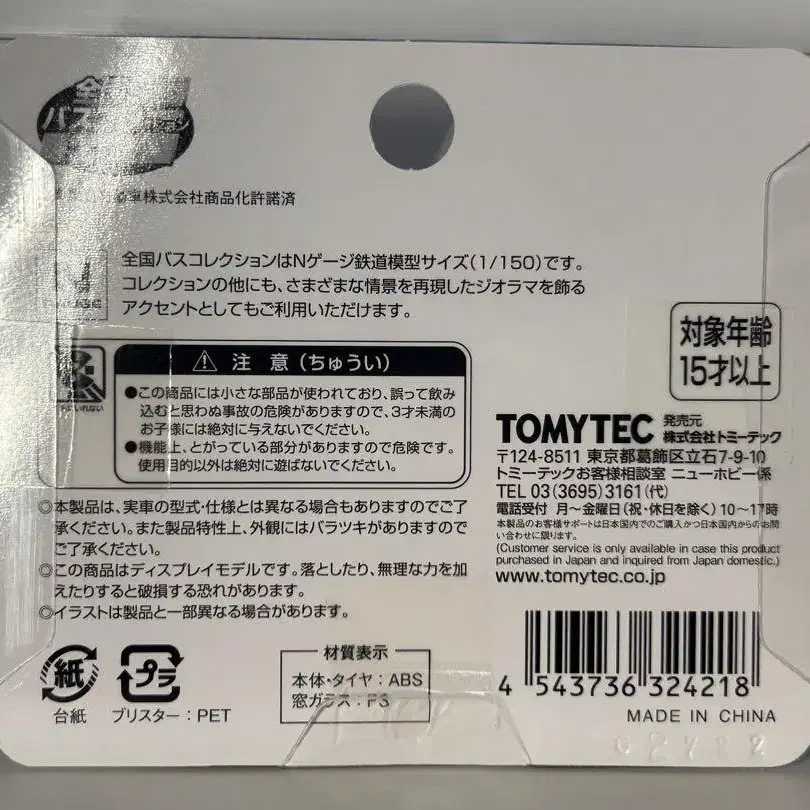 全
バス
車株式会社商品化許諾済
全国バスコレクションはNゲージ鉄道模型サイズ(1/150)です。
コレクションの他にも、さまざまな情景を再現したジオラマを飾る
アクセントとしてもご利用いただけます。
対象年齢
15才以上
⚠ 注 意(ちゅうい)
●この商品には小さな部品が使われており、誤って飲み
込むと思わぬ事故の危険がありますので、3才未満の
お子様には絶対に与えないでください。
●機能上、とがっている部分がありますので危険です。
使用目的以外は絶対に遊ばないでください。
TOMYTEC 発売元
株式会社トミーテック
〒124-8511 東京都葛飾区立石7-9-10
トミーテックお客様相談室 ニューホビー係
TEL 03(3695)3161(代)
電話受付 月〜金曜日(祝・休日を除く)10〜17時
本製品のお客様サポートは日本国内でのご購入かつ日本国内からのお問
い合わせに限ります。
(Customer service is only available in case this product
purchased in Japan and inquired from Japan domestic.)
www.tomytec.co.jp
◎本製品は、実車の型式・仕様とは異なる場合もありますのでご了
承ください。また製品特性上、外観にはバラツキがありますので
ご了承ください。
◎この商品はディスプレイモデルです。落としたり、無理な力を加
えたりすると破損する恐れがあります。
◎イラストは製品と一部異なる場合があります。
紙
台紙
プラ
ブリスター:PET
材質表示
本体・タイヤ:ABS
窓ガラス:PS
4 543736 324218
MADE IN CHINA